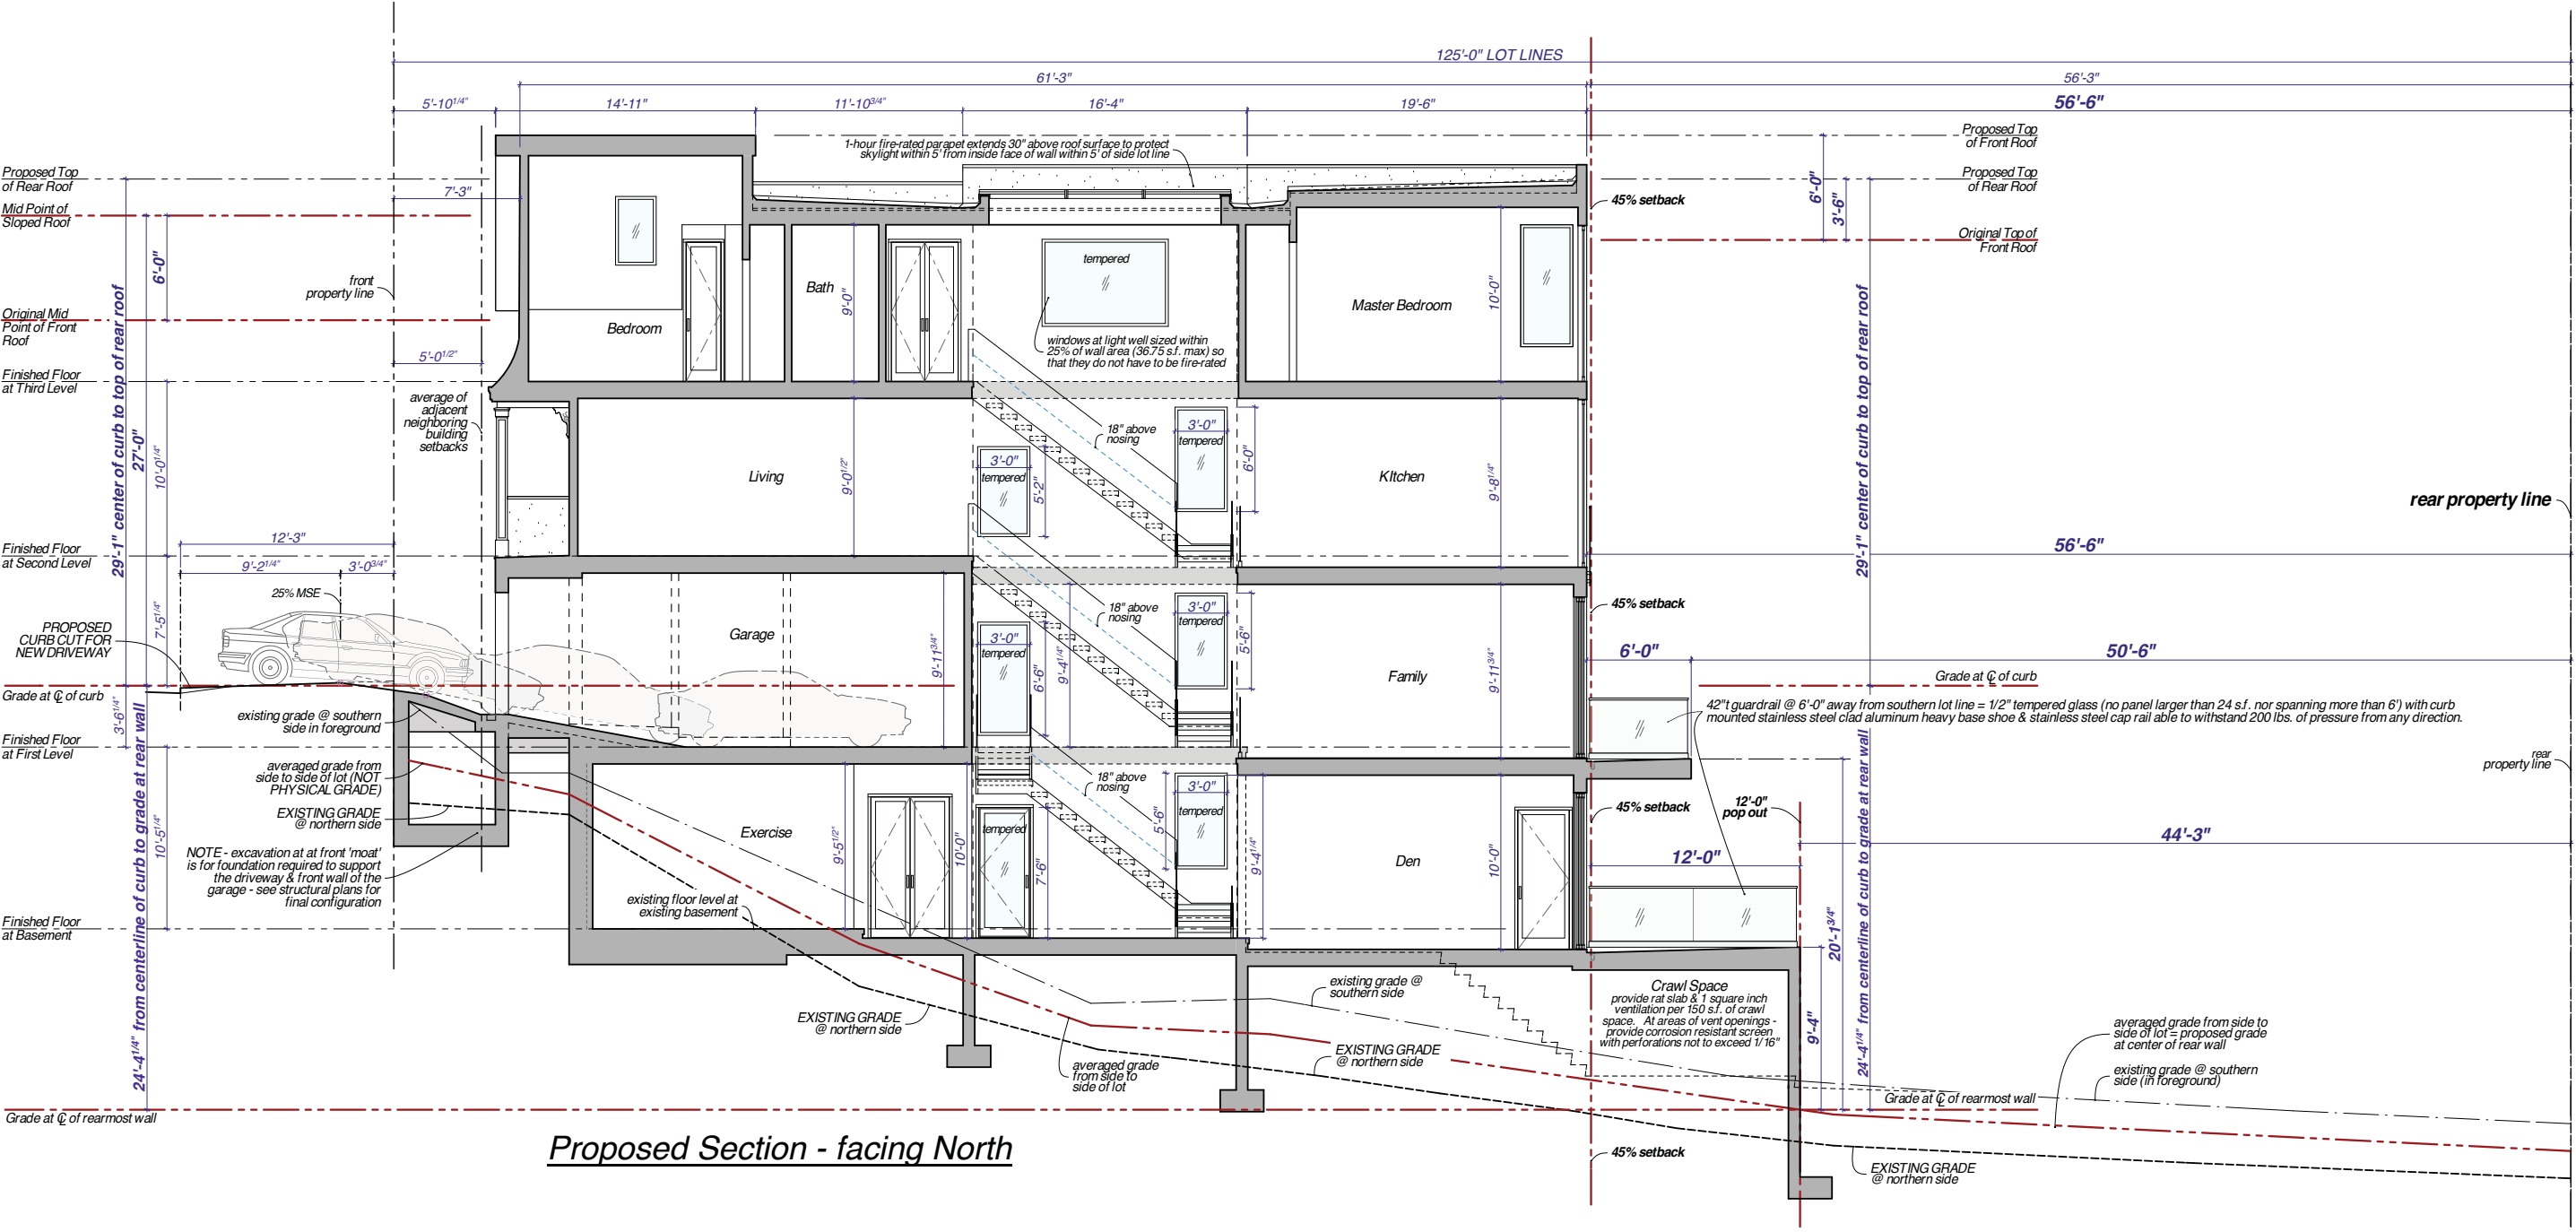 125'-0" LOT LINES
61'-3"
56'-3"
5'-10 1/4"
14'-11"
11'-10 3/4"
16'-4"
19'-6"
56'-6"
Proposed Top
of Front Roof
1-hour fire-rated parapet extends 30" above roof surface to protect
skylight within 5' from inside face of wall within 5' of side lot line
Proposed Top
of Rear Roof
Proposed Top
of Rear Roof
7'-3"
6'-0"
3'-6"
45% setback
Mid Point of
Sloped Roof
Original Top of
Front Roof
tempered
6'-0"
front
property line
Bath
9'-0"
10'-0"
Master Bedroom
Original Mid
Point of Front
Roof
Bedroom
windows at light well sized within
25% of wall area (36.75 s.f. max) so
that they do not have to be fire-rated
5'-0 1/2"
29'-1" center of curb to top of rear roof
29'-1" center of curb to top of rear roof
Finished Floor
at Third Level
average of
adjacent
neighboring
building
setbacks
27'-0"
10'-0 1/4"
18" above
nosing
3'-0"
tempered
6'-0"
3'-0"
tempered
5'-2"
Living
9'-0 1/2"
KItchen
9'-8 1/4"
rear property line
12'-3"
Finished Floor
at Second Level
56'-6"
9'-2 1/4"
3'-0 3/4"
25% MSE
7'-5 1/4"
PROPOSED
CURB CUT FOR
NEW DRIVEWAY
Garage
9'-11 3/4"
18" above
nosing
3'-0"
tempered
5'-6"
3'-0"
tempered
6'-6"
9'-4 1/4"
45% setback
6'-0"
50'-6"
Family
9'-11 3/4"
Grade at CL of curb
Grade at CL of curb
3'-6 1/4"
existing grade @ southern
side in foreground
42"t guardrail @ 6'-0" away from southern lot line = 1/2" tempered glass (no panel larger than 24 s.f. nor spanning more than 6') with curb
mounted stainless steel clad aluminum heavy base shoe & stainless steel cap rail able to withstand 200 lbs. of pressure from any direction.
Finished Floor
at First Level
rear
property line
averaged grade from
side to side of lot (NOT
PHYSICAL GRADE)
18" above
nosing
3'-0"
tempered
5'-6"
45% setback
12'-0"
pop out
EXISTING GRADE
@ northern side
tempered
7'-6"
Exercise
9'-5 1/2"
10'-0"
9'-4 1/4"
Den
10'-0"
44'-3"
12'-0"
10'-5 1/4"
NOTE - excavation at at front 'moat'
is for foundation required to support
the driveway & front wall of the
garage - see structural plans for
final configuration
existing floor level at
existing basement
24'-4 1/4" from centerline of curb to grade at rear wall
24'-4 1/4" from centerline of curb to grade at rear wall
20'-1 3/4"
Finished Floor
at Basement
existing grade @
southern side
Crawl Space
provide rat slab & 1 square inch
ventilation per 150 s.f. of crawl
space. At areas of vent openings -
provide corrosion resistant screen
with perforations not to exceed 1/16"
9'-4"
EXISTING GRADE
@ northern side
averaged grade from side to
side of lot = proposed grade
at center of rear wall
EXISTING GRADE
@ northern side
averaged grade
from side to
side of lot
existing grade @ southern
side (in foreground)
Grade at CL of rearmost wall
Grade at CL of rearmost wall
Proposed Section - facing North
45% setback
EXISTING GRADE
@ northern side